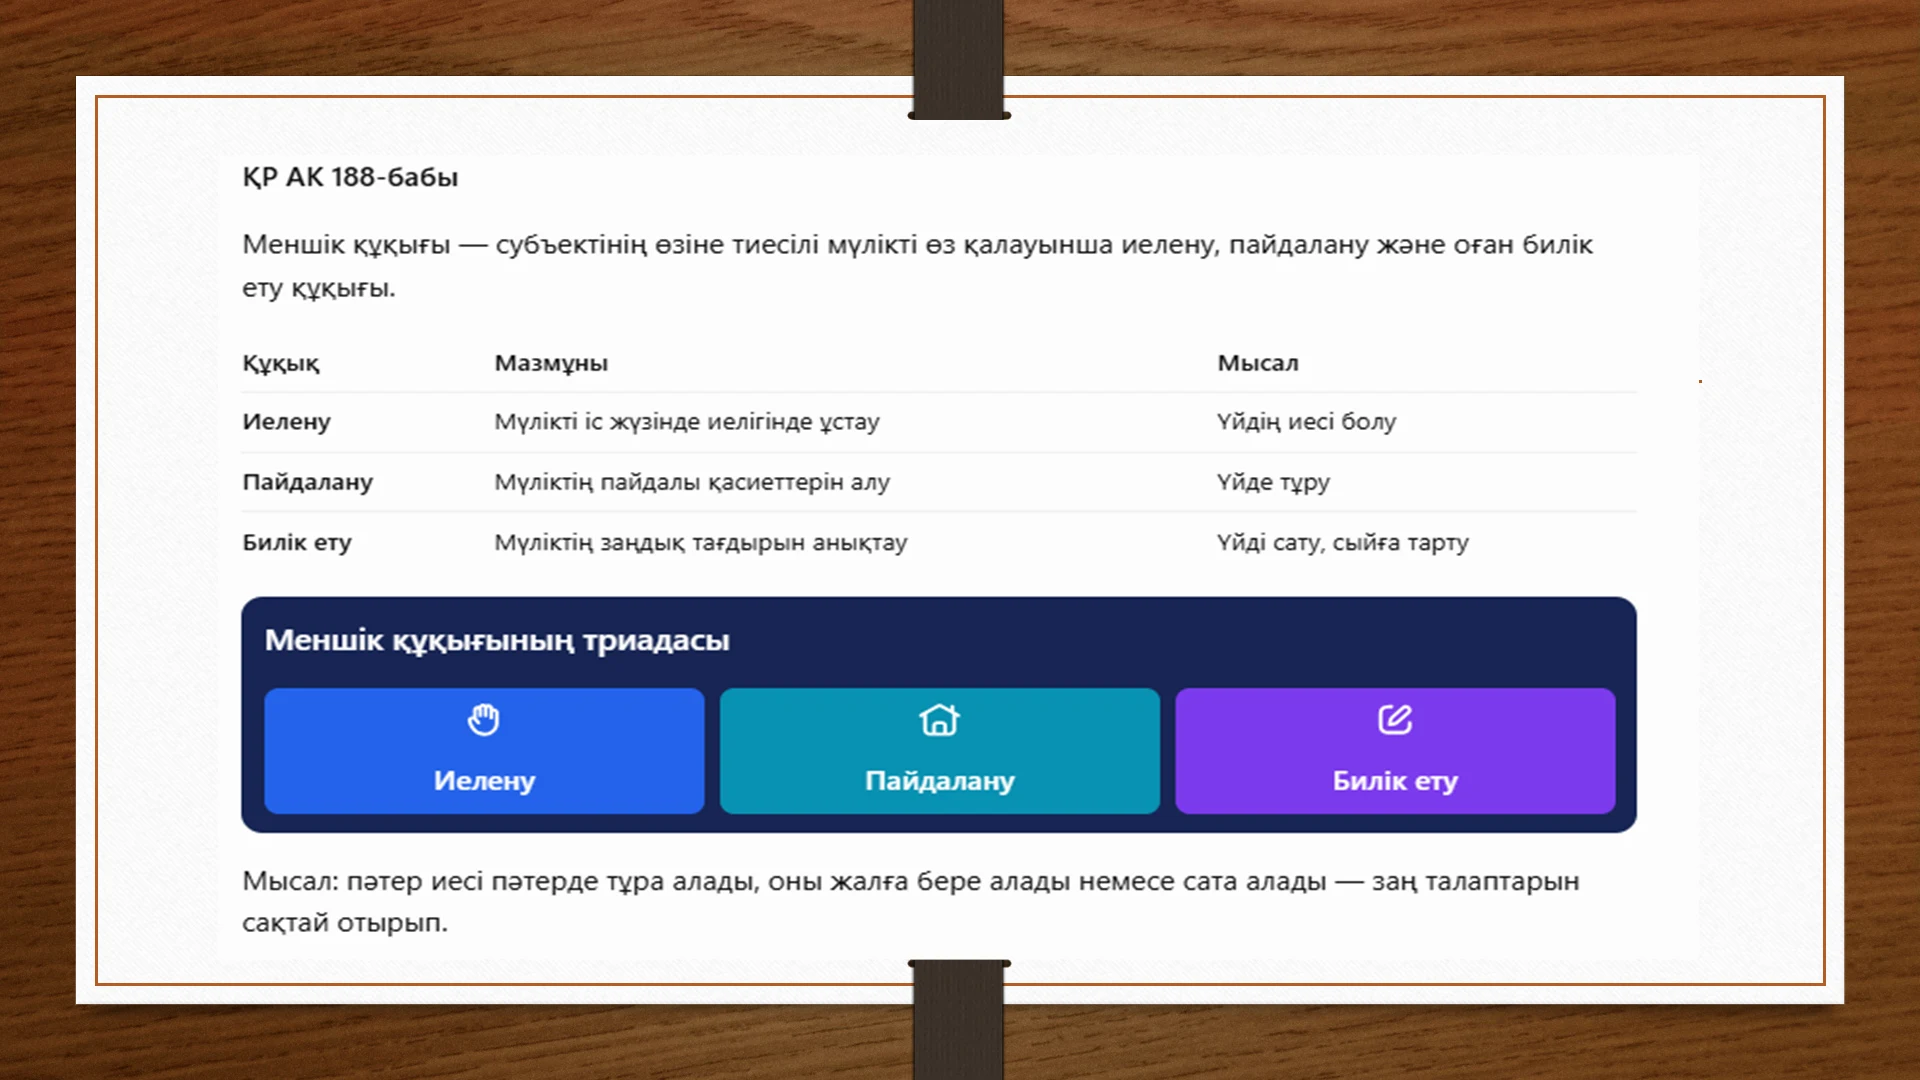 ҚР АК 188-бабы
Меншік құқығы — субъектінің өзіне тиесілі мүлікті өз қалауынша иелену, пайдалану және оған билік
ету құқығы.
Құқық Мазмұны Мысал
Иелену Мүлікті іс жүзінде иелігінде ұстау Үйдің иесі болу
Пайдалану Мүліктің пайдалы қасиеттерін алу Үйде тұру
Билік ету Мүліктің заңдық тағдырын анықтау Үйді сату, сыйға тарту
Меншік құқығының триадасы
Иелену Пайдалану Билік ету
Мысал: пәтер иесі пәтерде тұра алады, оны жалға бере алады немесе сата алады — заң талаптарын
сақтай отырып.